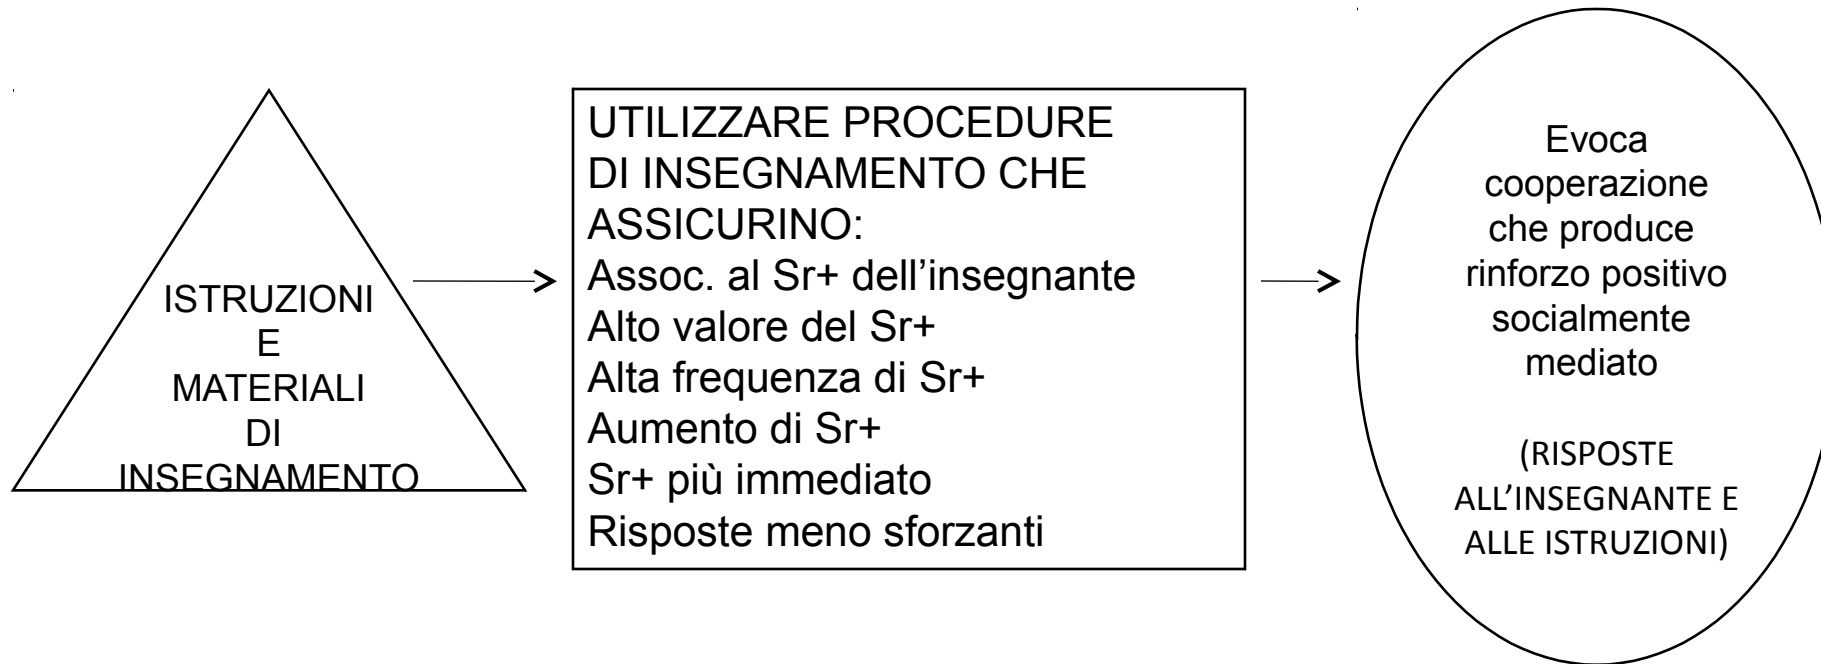 ISTRUZIONI
E
MATERIALI
DI
INSEGNAMENTO
UTILIZZARE PROCEDURE
DI INSEGNAMENTO CHE
ASSICURINO:
Assoc. al Sr+ dell’insegnante
Alto valore del Sr+
Alta frequenza di Sr+
Aumento di Sr+
Sr+ più immediato
Risposte meno sforzanti
Evoca
cooperazione
che produce
rinforzo positivo
socialmente
mediato
(RISPOSTE
ALL’INSEGNANTE E
ALLE ISTRUZIONI)